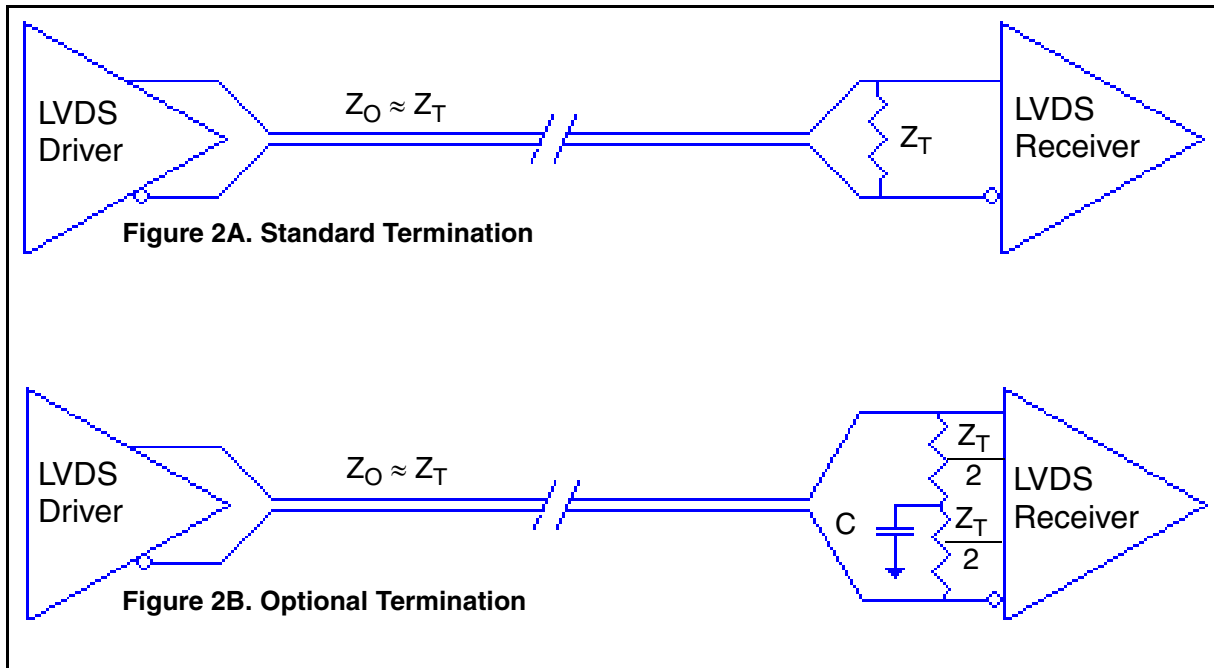 LVDS
Driver
Z_O ≈ Z_T
Z_T
LVDS
Receiver
Figure 2A. Standard Termination
LVDS
Driver
Z_O ≈ Z_T
C
Z_T
2
Z_T
2
LVDS
Receiver
Figure 2B. Optional Termination